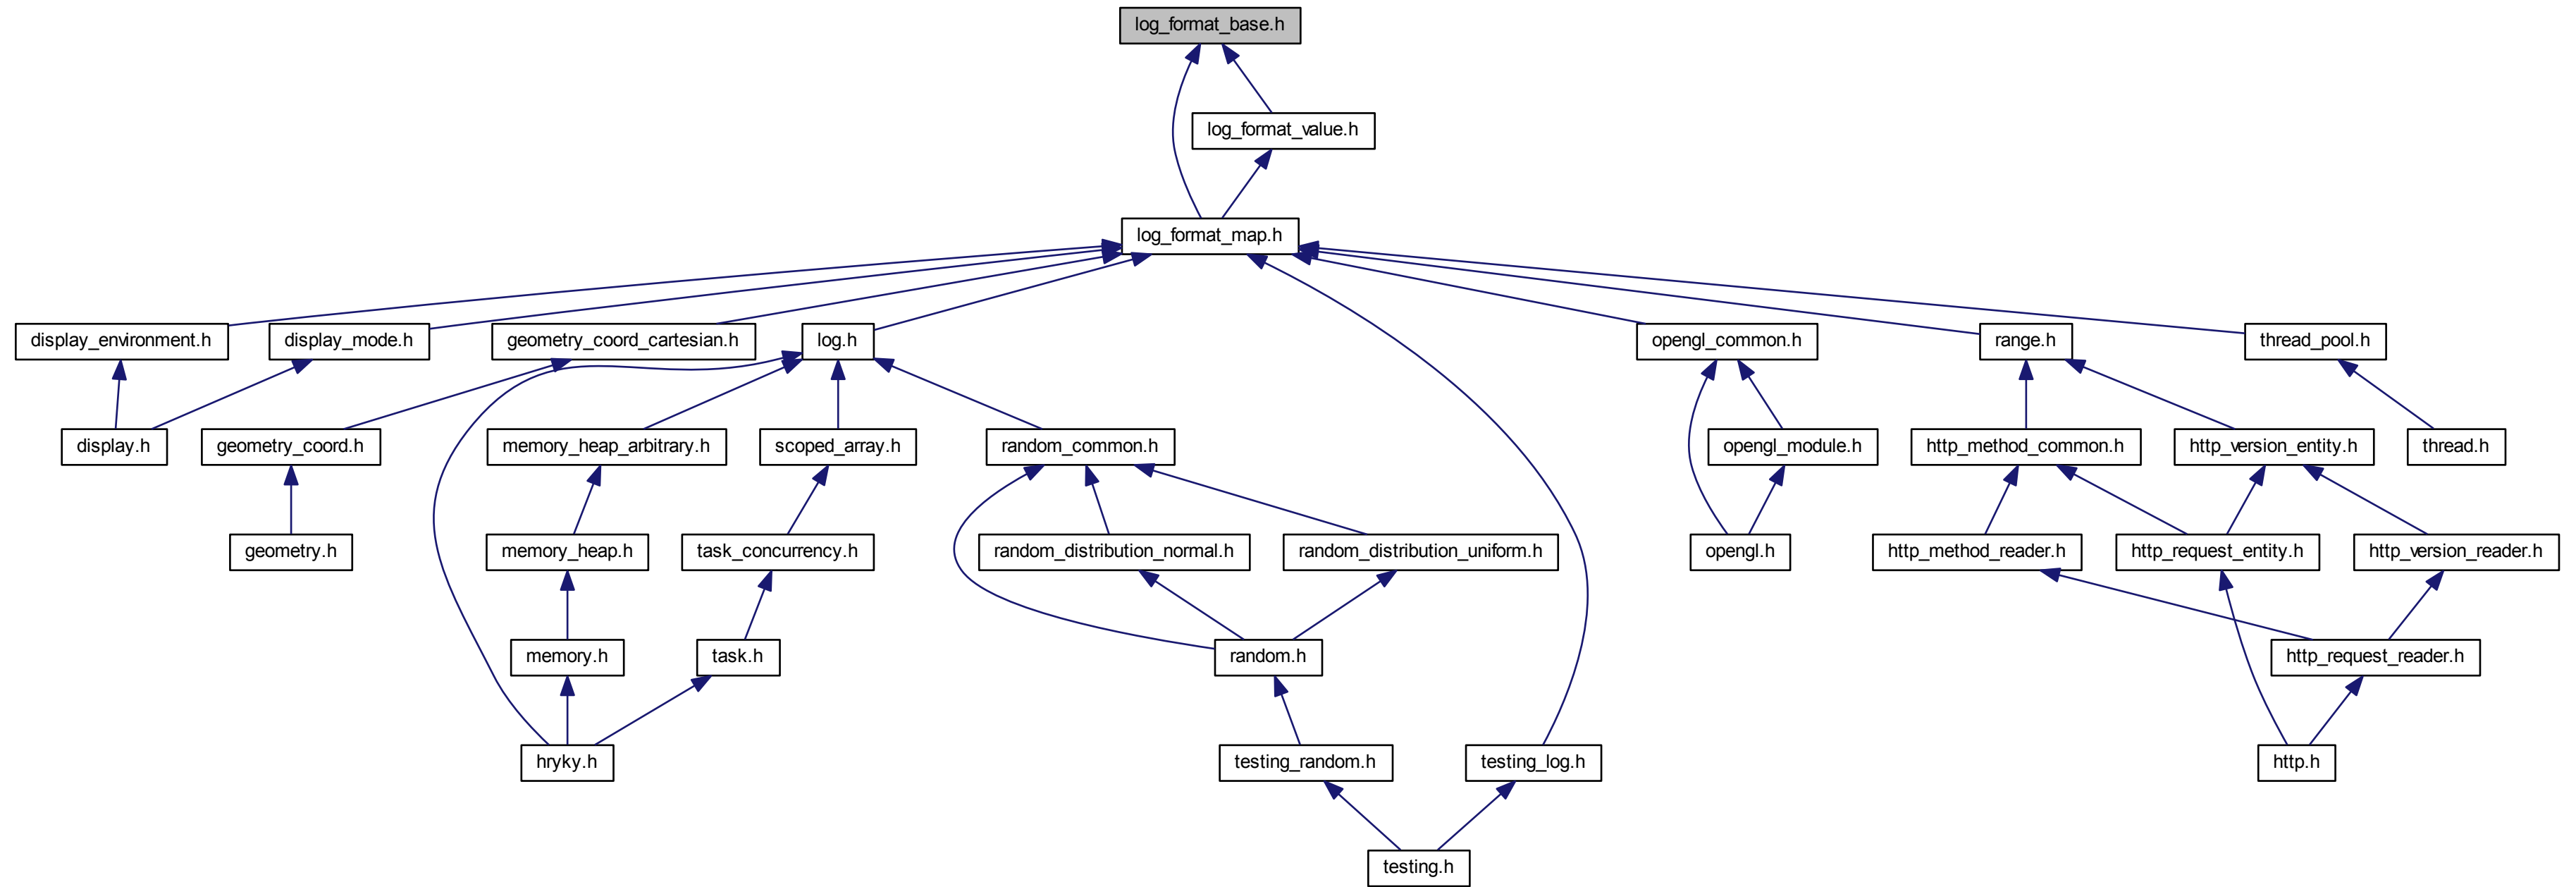 log_format_base.h
log_format_value.h
log_format_map.h
display_environment.h
display_mode.h
geometry_coord_cartesian.h
log.h
opengl_common.h
range.h
thread_pool.h
display.h
geometry_coord.h
memory_heap_arbitrary.h
scoped_array.h
random_common.h
opengl_module.h
http_method_common.h
http_version_entity.h
thread.h
geometry.h
memory_heap.h
task_concurrency.h
random_distribution_normal.h
random_distribution_uniform.h
opengl.h
http_method_reader.h
http_request_entity.h
http_version_reader.h
memory.h
task.h
random.h
http_request_reader.h
hryky.h
testing_random.h
testing_log.h
http.h
testing.h